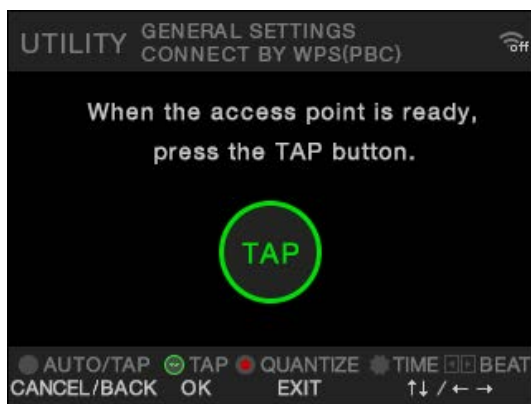 UTILITY
GENERAL SETTINGS
CONNECT BY WPS(PBC)
off
When the access point is ready,
press the TAP button.
TAP
AUTO/TAP TAP QUANTIZE TIME BEAT
CANCEL/BACK OK EXIT ↑↓ / ← →